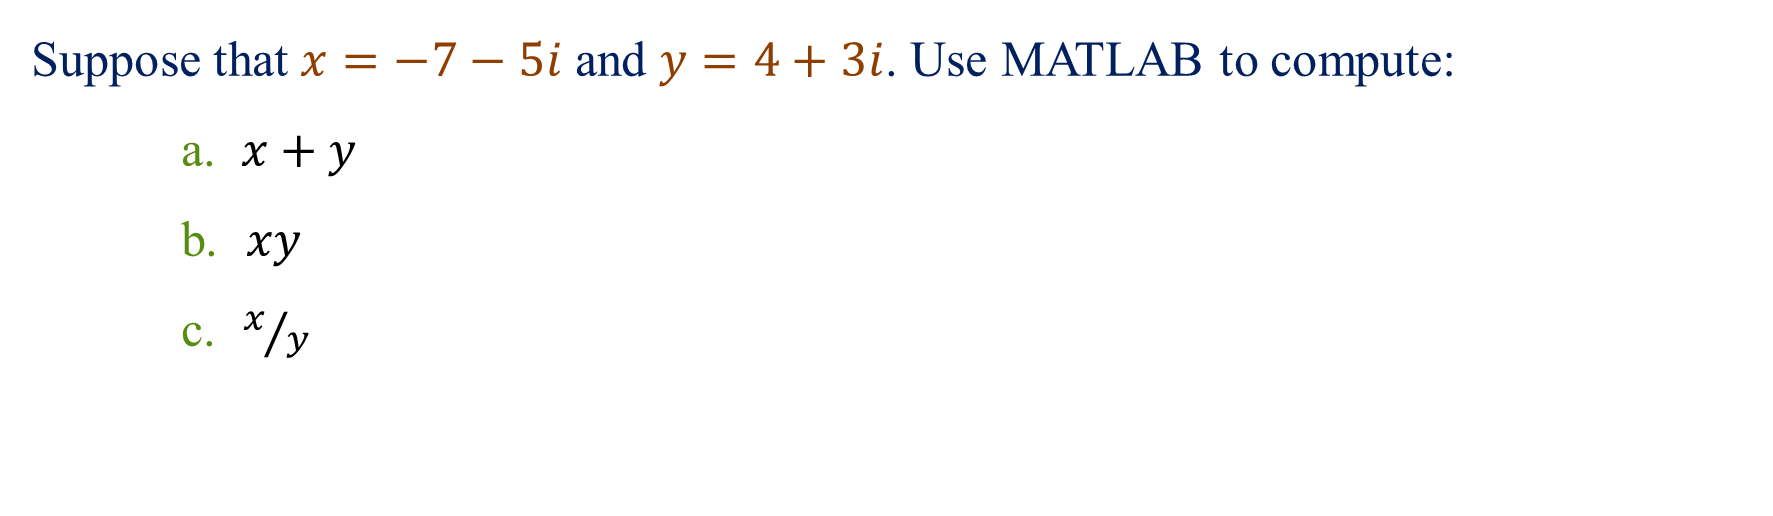 Suppose that x = −7 − 5i and y = 4 + 3i. Use MATLAB to compute:
a. x + y
b. xy
c. x/y